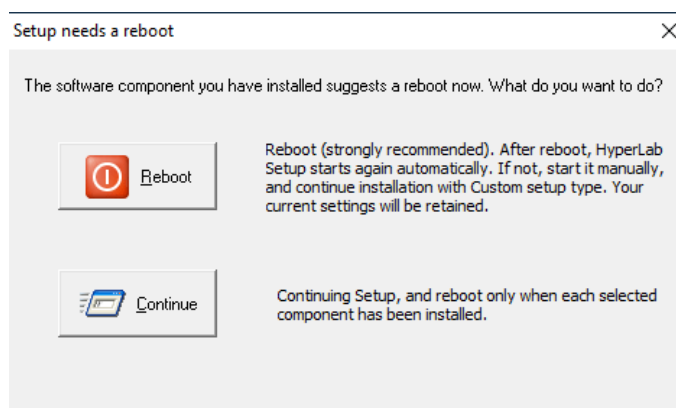 Setup needs a reboot
The software component you have installed suggests a reboot now. What do you want to do?
Reboot
Reboot (strongly recommended). After reboot, HyperLab
Setup starts again automatically. If not, start it manually,
and continue installation with Custom setup type. Your
current settings will be retained.
Continue
Continuing Setup, and reboot only when each selected
component has been installed.